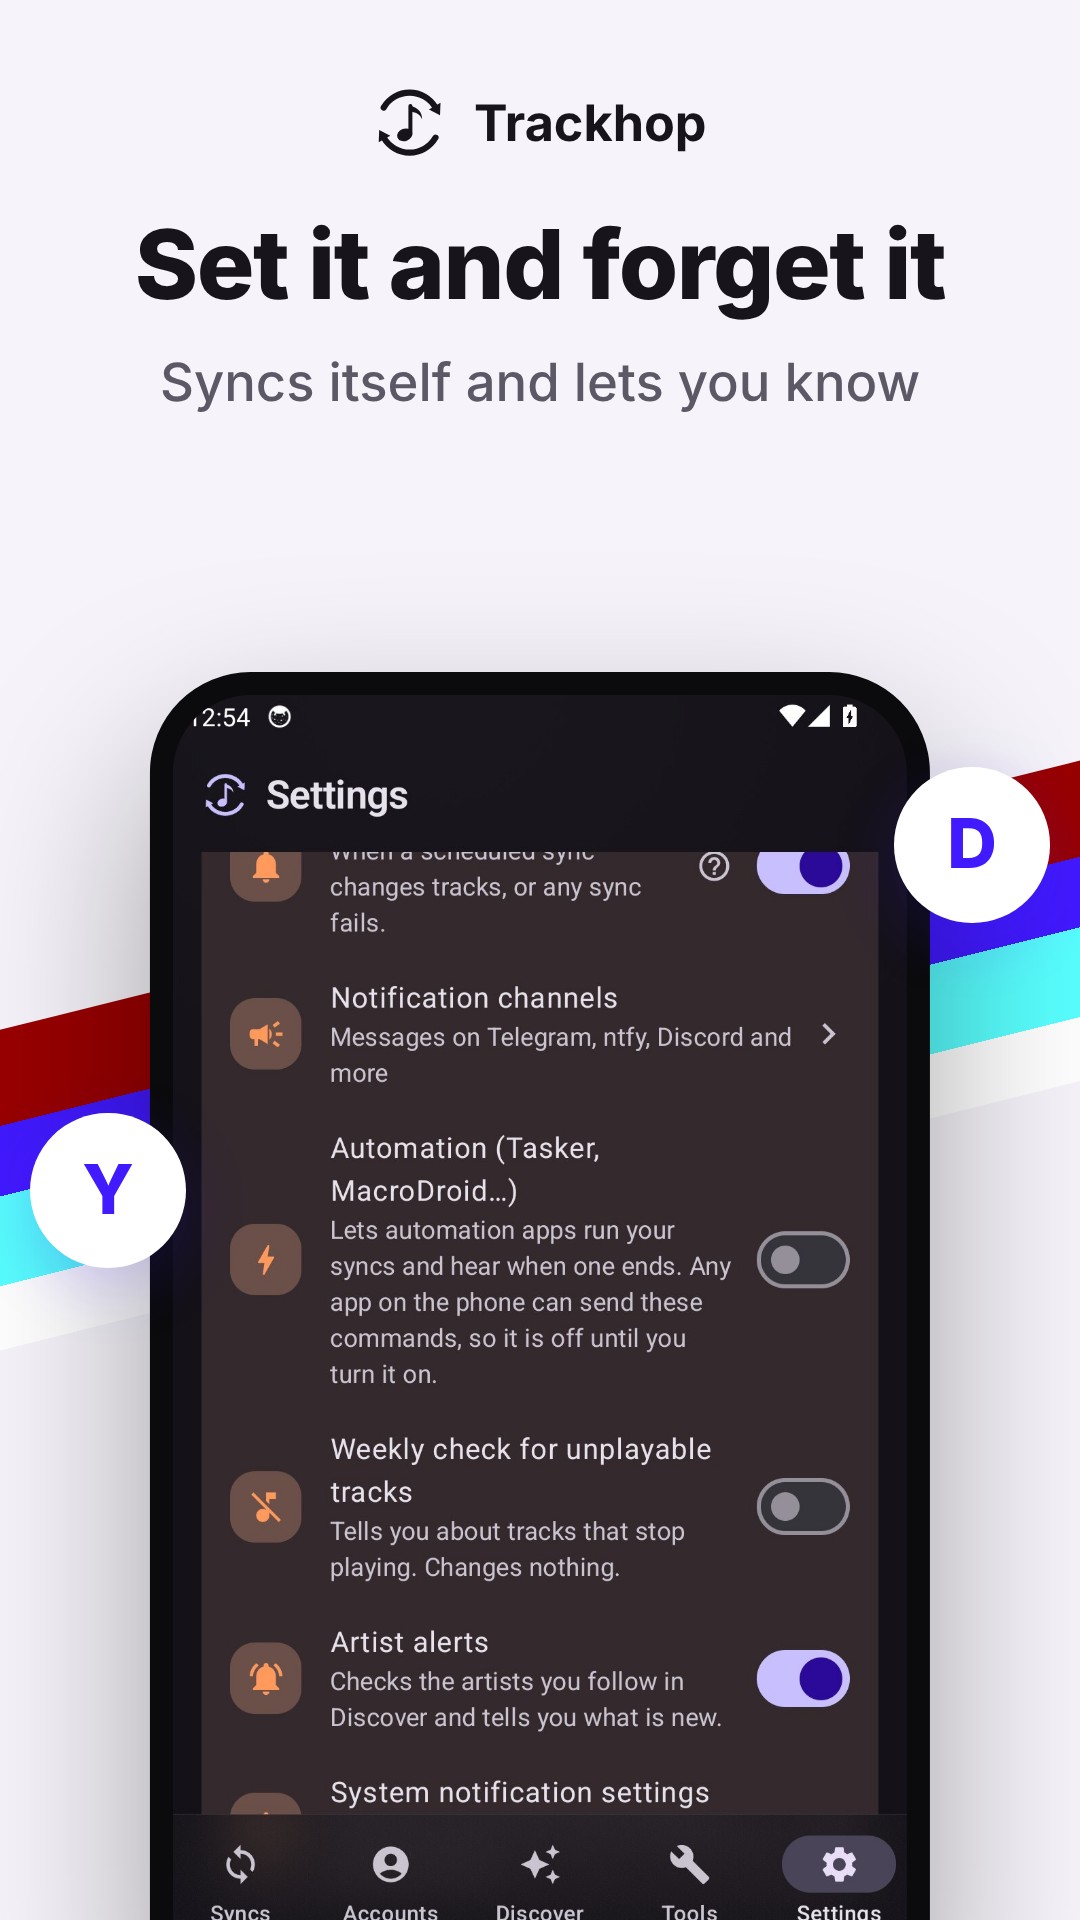 Trackhop
Set it and forget it
Syncs itself and lets you know
12:54
Settings
When a scheduled sync
changes tracks, or any sync
fails.
Notification channels
Messages on Telegram, ntfy, Discord and
more
Automation (Tasker,
MacroDroid…)
Lets automation apps run your
syncs and hear when one ends. Any
app on the phone can send these
commands, so it is off until you
turn it on.
Weekly check for unplayable
tracks
Tells you about tracks that stop
playing. Changes nothing.
Artist alerts
Checks the artists you follow in
Discover and tells you what is new.
System notification settings
Syncs Accounts Discover Tools Settings
D
Y